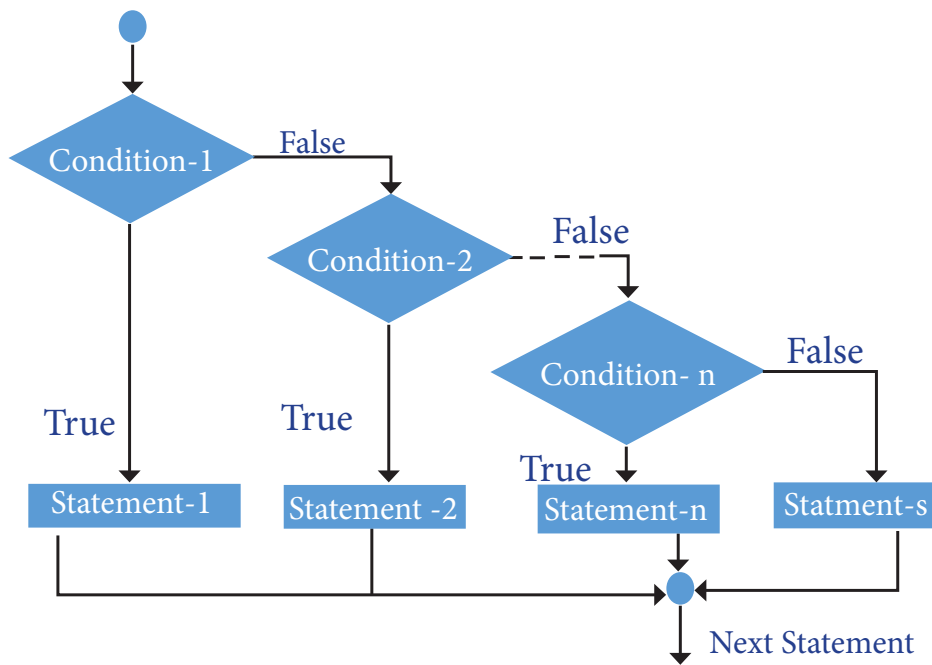 Condition-1
False
Condition-2
False
Condition- n
False
True
True
True
Statement-1
Statement -2
Statement-n
Statment-s
Next Statement